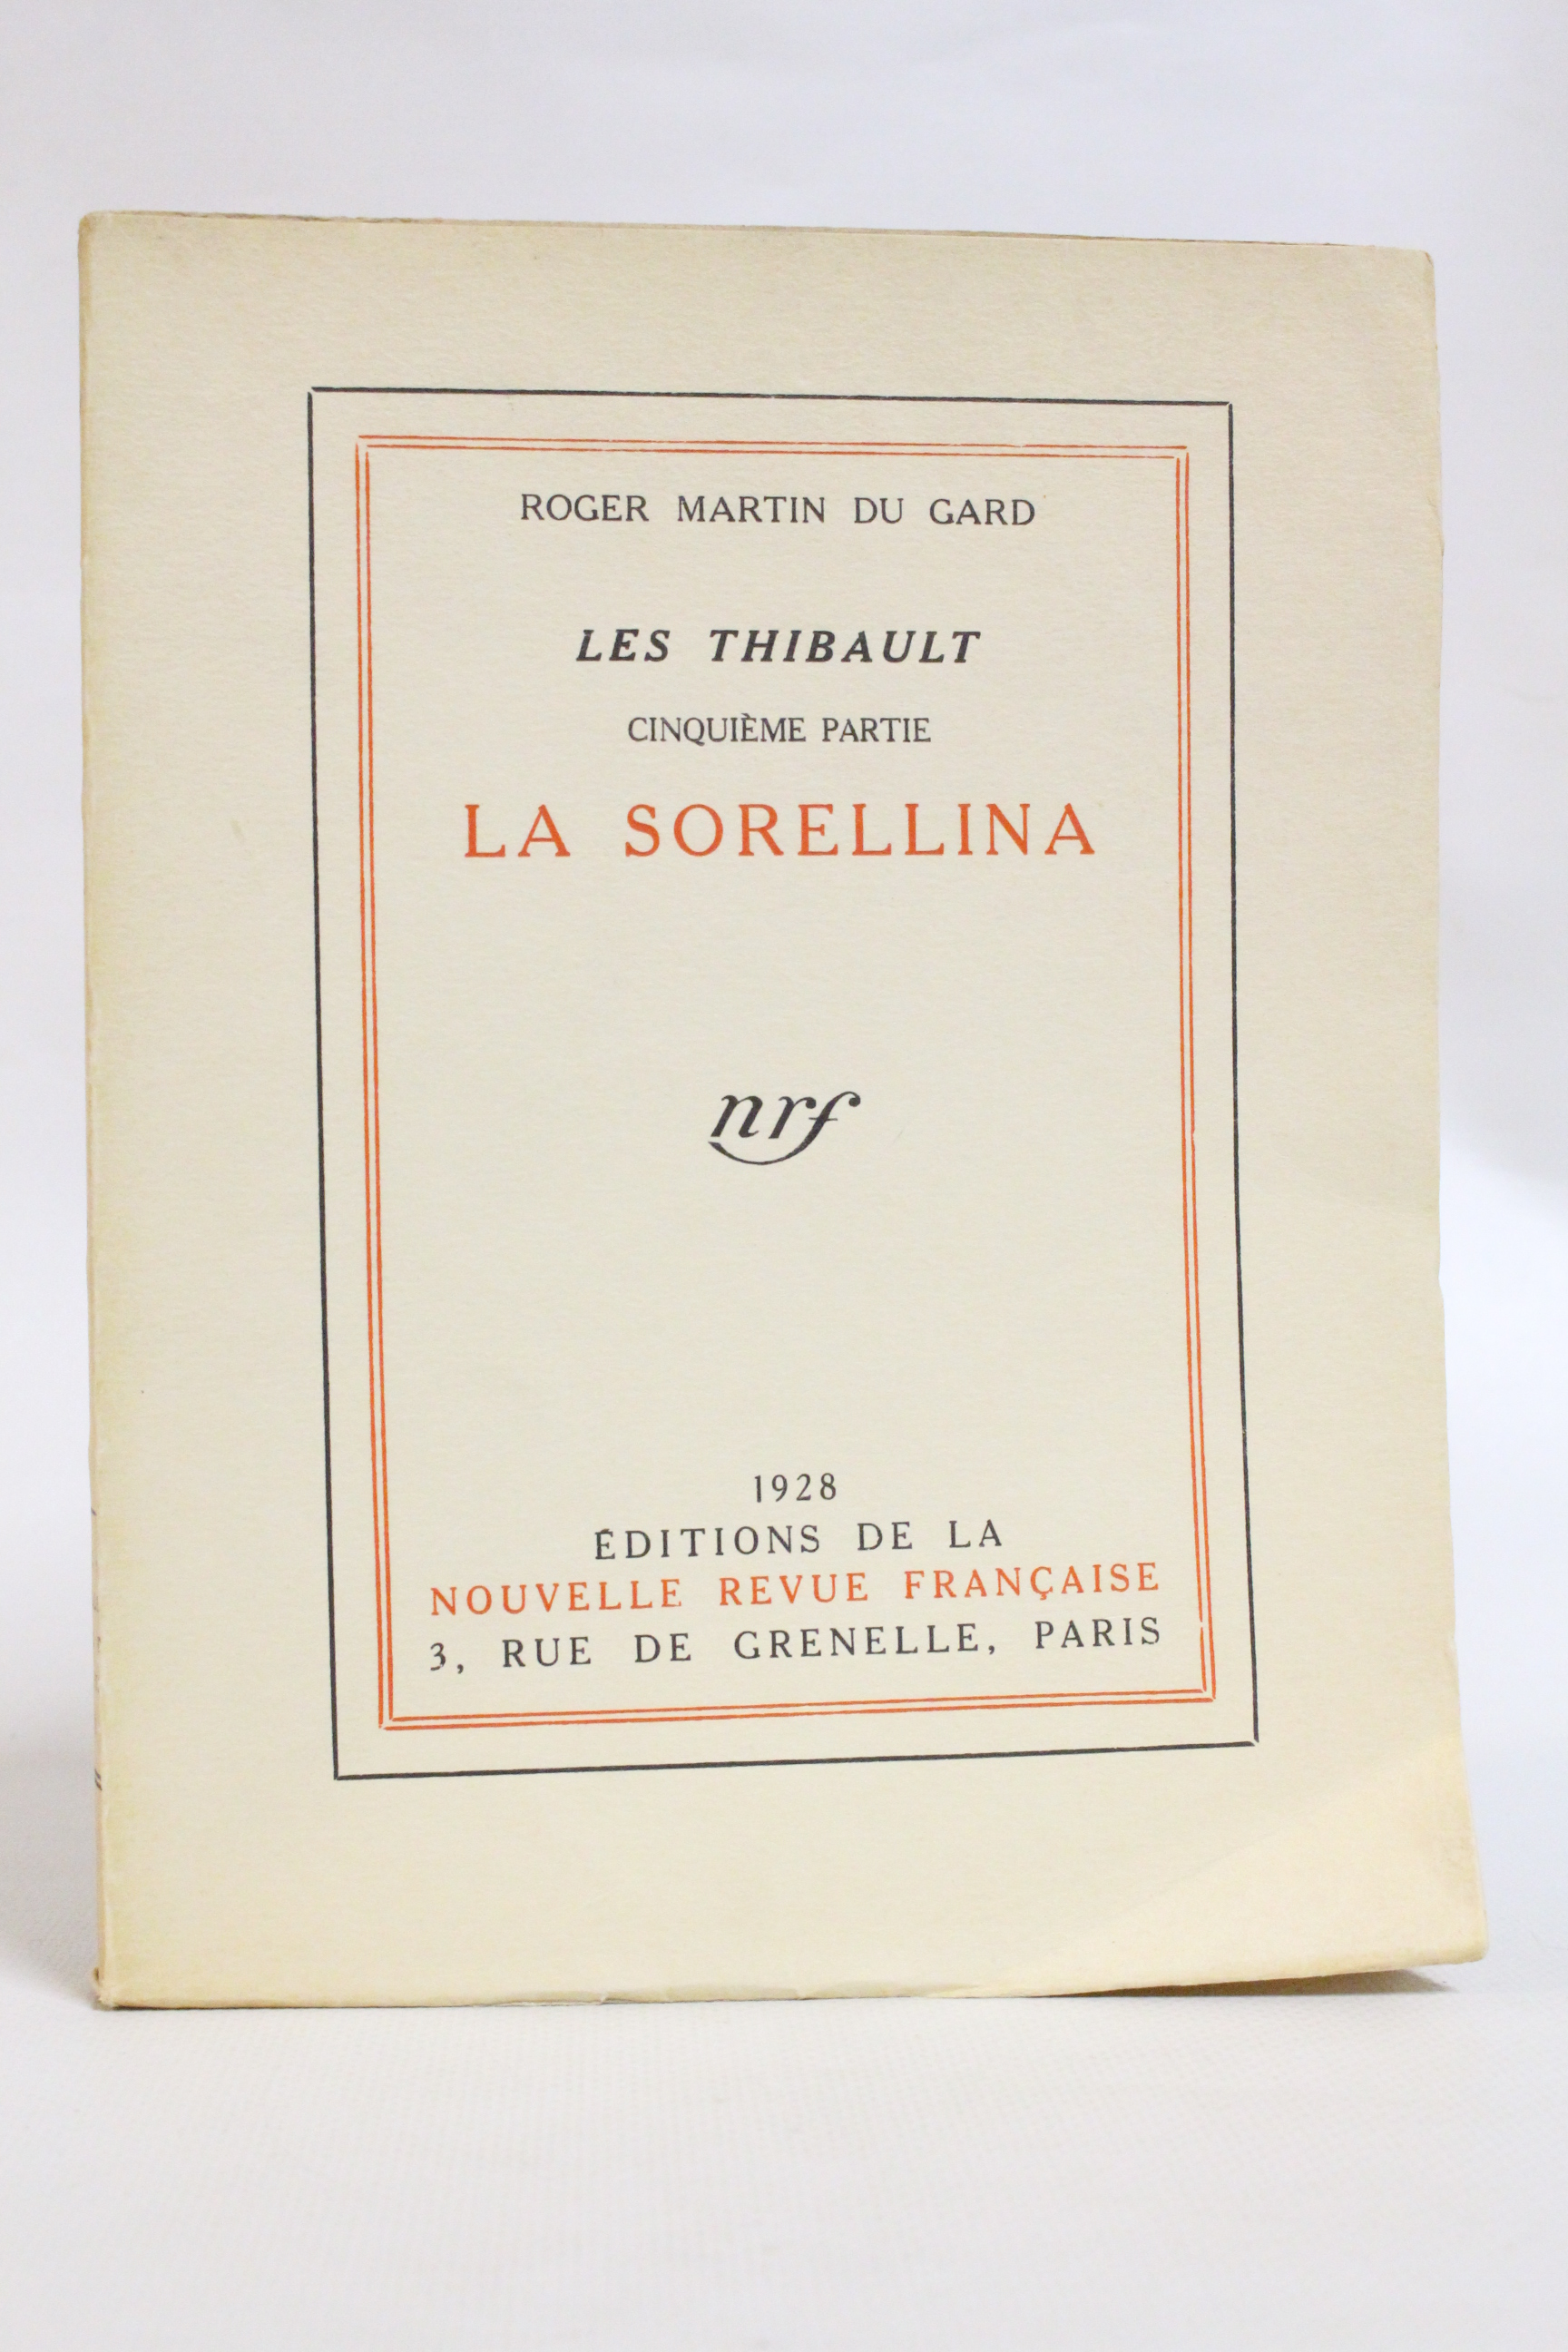 ROGER MARTIN DU GARD
LES THIBAULT
CINQUIÈME PARTIE
LA SORELLINA
nrf
1928
ÉDITIONS DE LA
NOUVELLE REVUE FRANÇAISE
3, RUE DE GRENELLE, PARIS